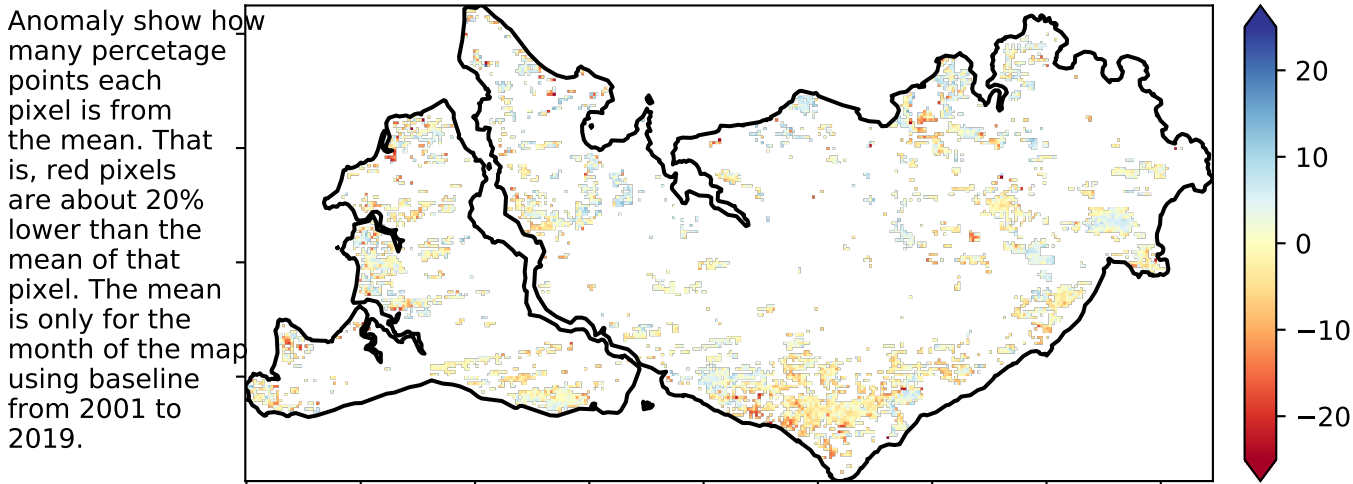 Anomaly show how
many percetage
points each
pixel is from
the mean. That
is, red pixels
are about 20%
lower than the
mean of that
pixel. The mean
is only for the
month of the map
using baseline
from 2001 to
2019.
20
10
0
−10
−20